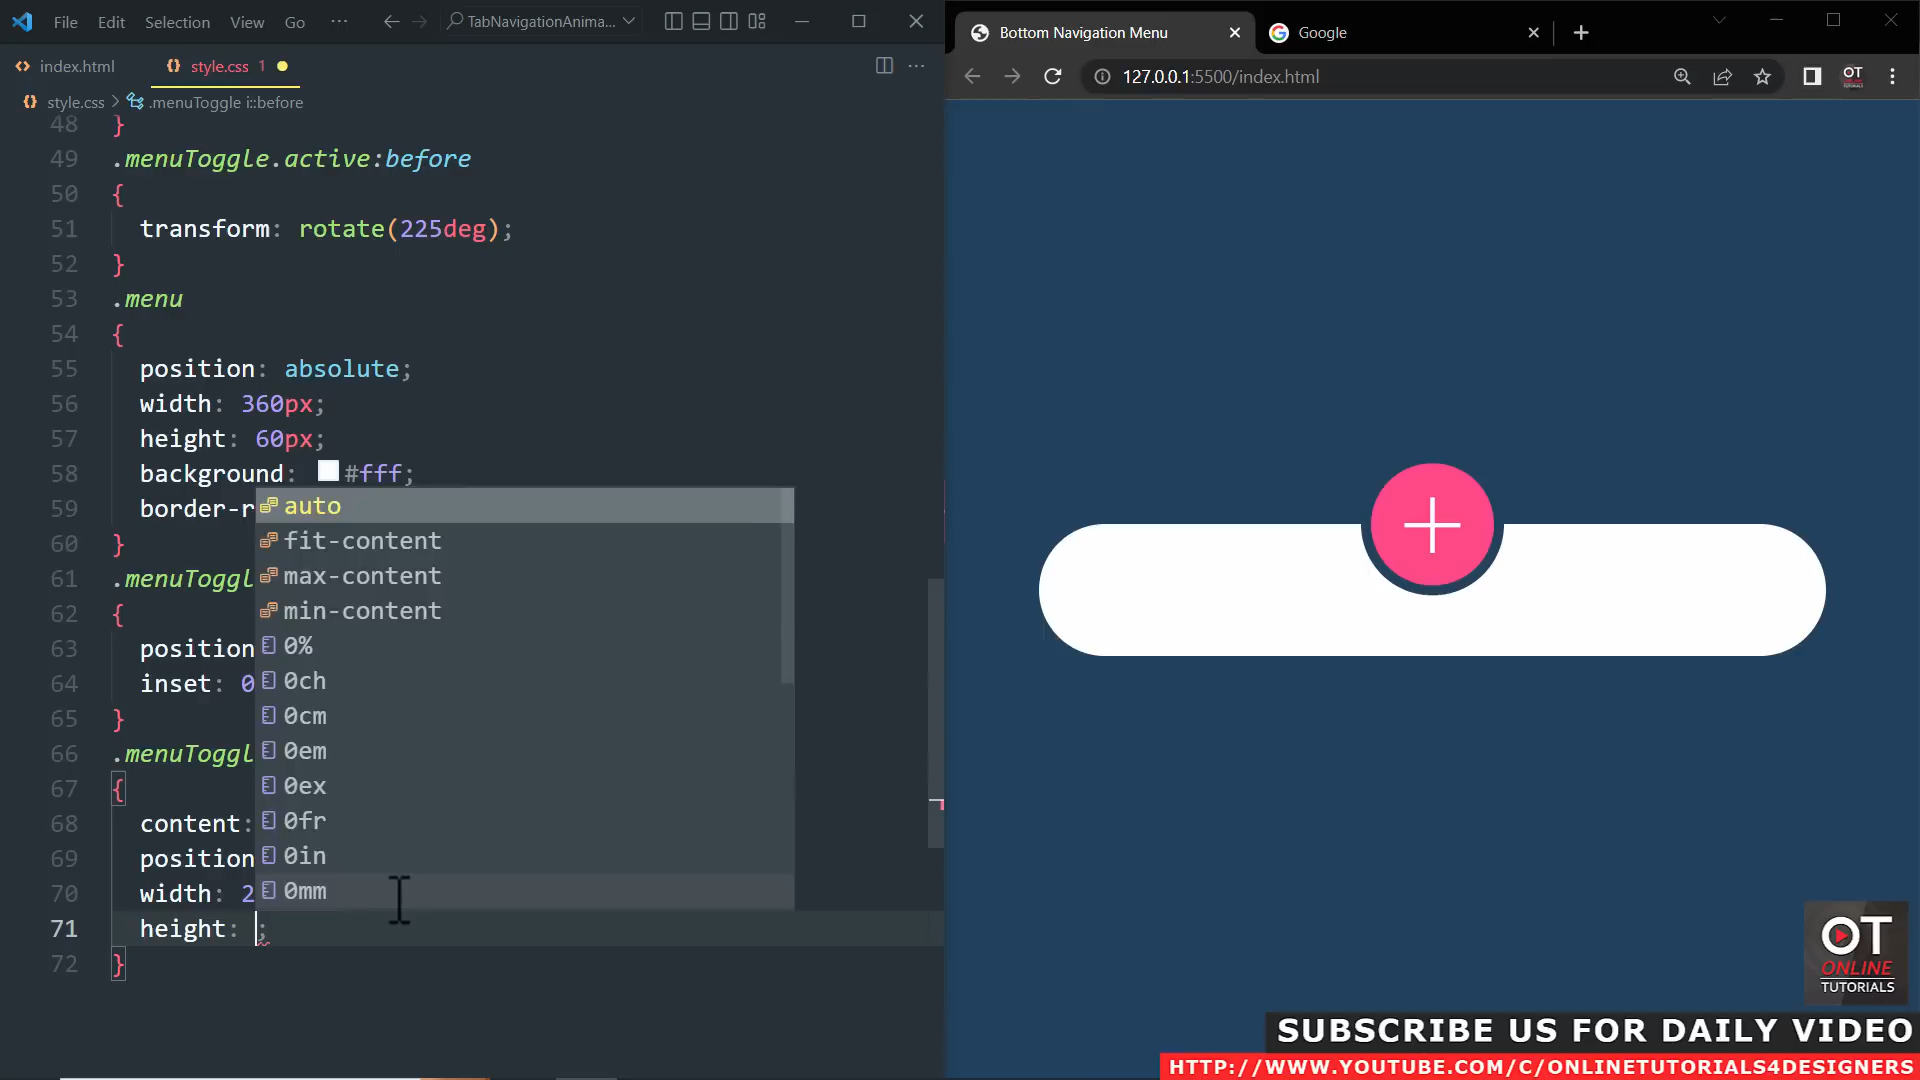 File Edit Selection View Go ··· TabNavigationAnima...
index.html style.css 1
style.css > .menuToggle i::before
48 }
49 .menuToggle.active:before
50 {
51 transform: rotate(225deg);
52 }
53 .menu
54 {
55 position: absolute;
56 width: 360px;
57 height: 60px;
58 background: #fff;
59 border-r
60 }
61 .menuToggl
62 {
63 position
64 inset: 0
65 }
66 .menuToggl
67 {
68 content:
69 position
70 width: 2
71 height: ;
72 }
auto
fit-content
max-content
min-content
0%
0ch
0cm
0em
0ex
0fr
0in
0mm
Bottom Navigation Menu Google
127.0.0.1:5500/index.html
OT
ONLINE
TUTORIALS
SUBSCRIBE US FOR DAILY VIDEO
HTTP://WWW.YOUTUBE.COM/C/ONLINETUTORIALS4DESIGNERS